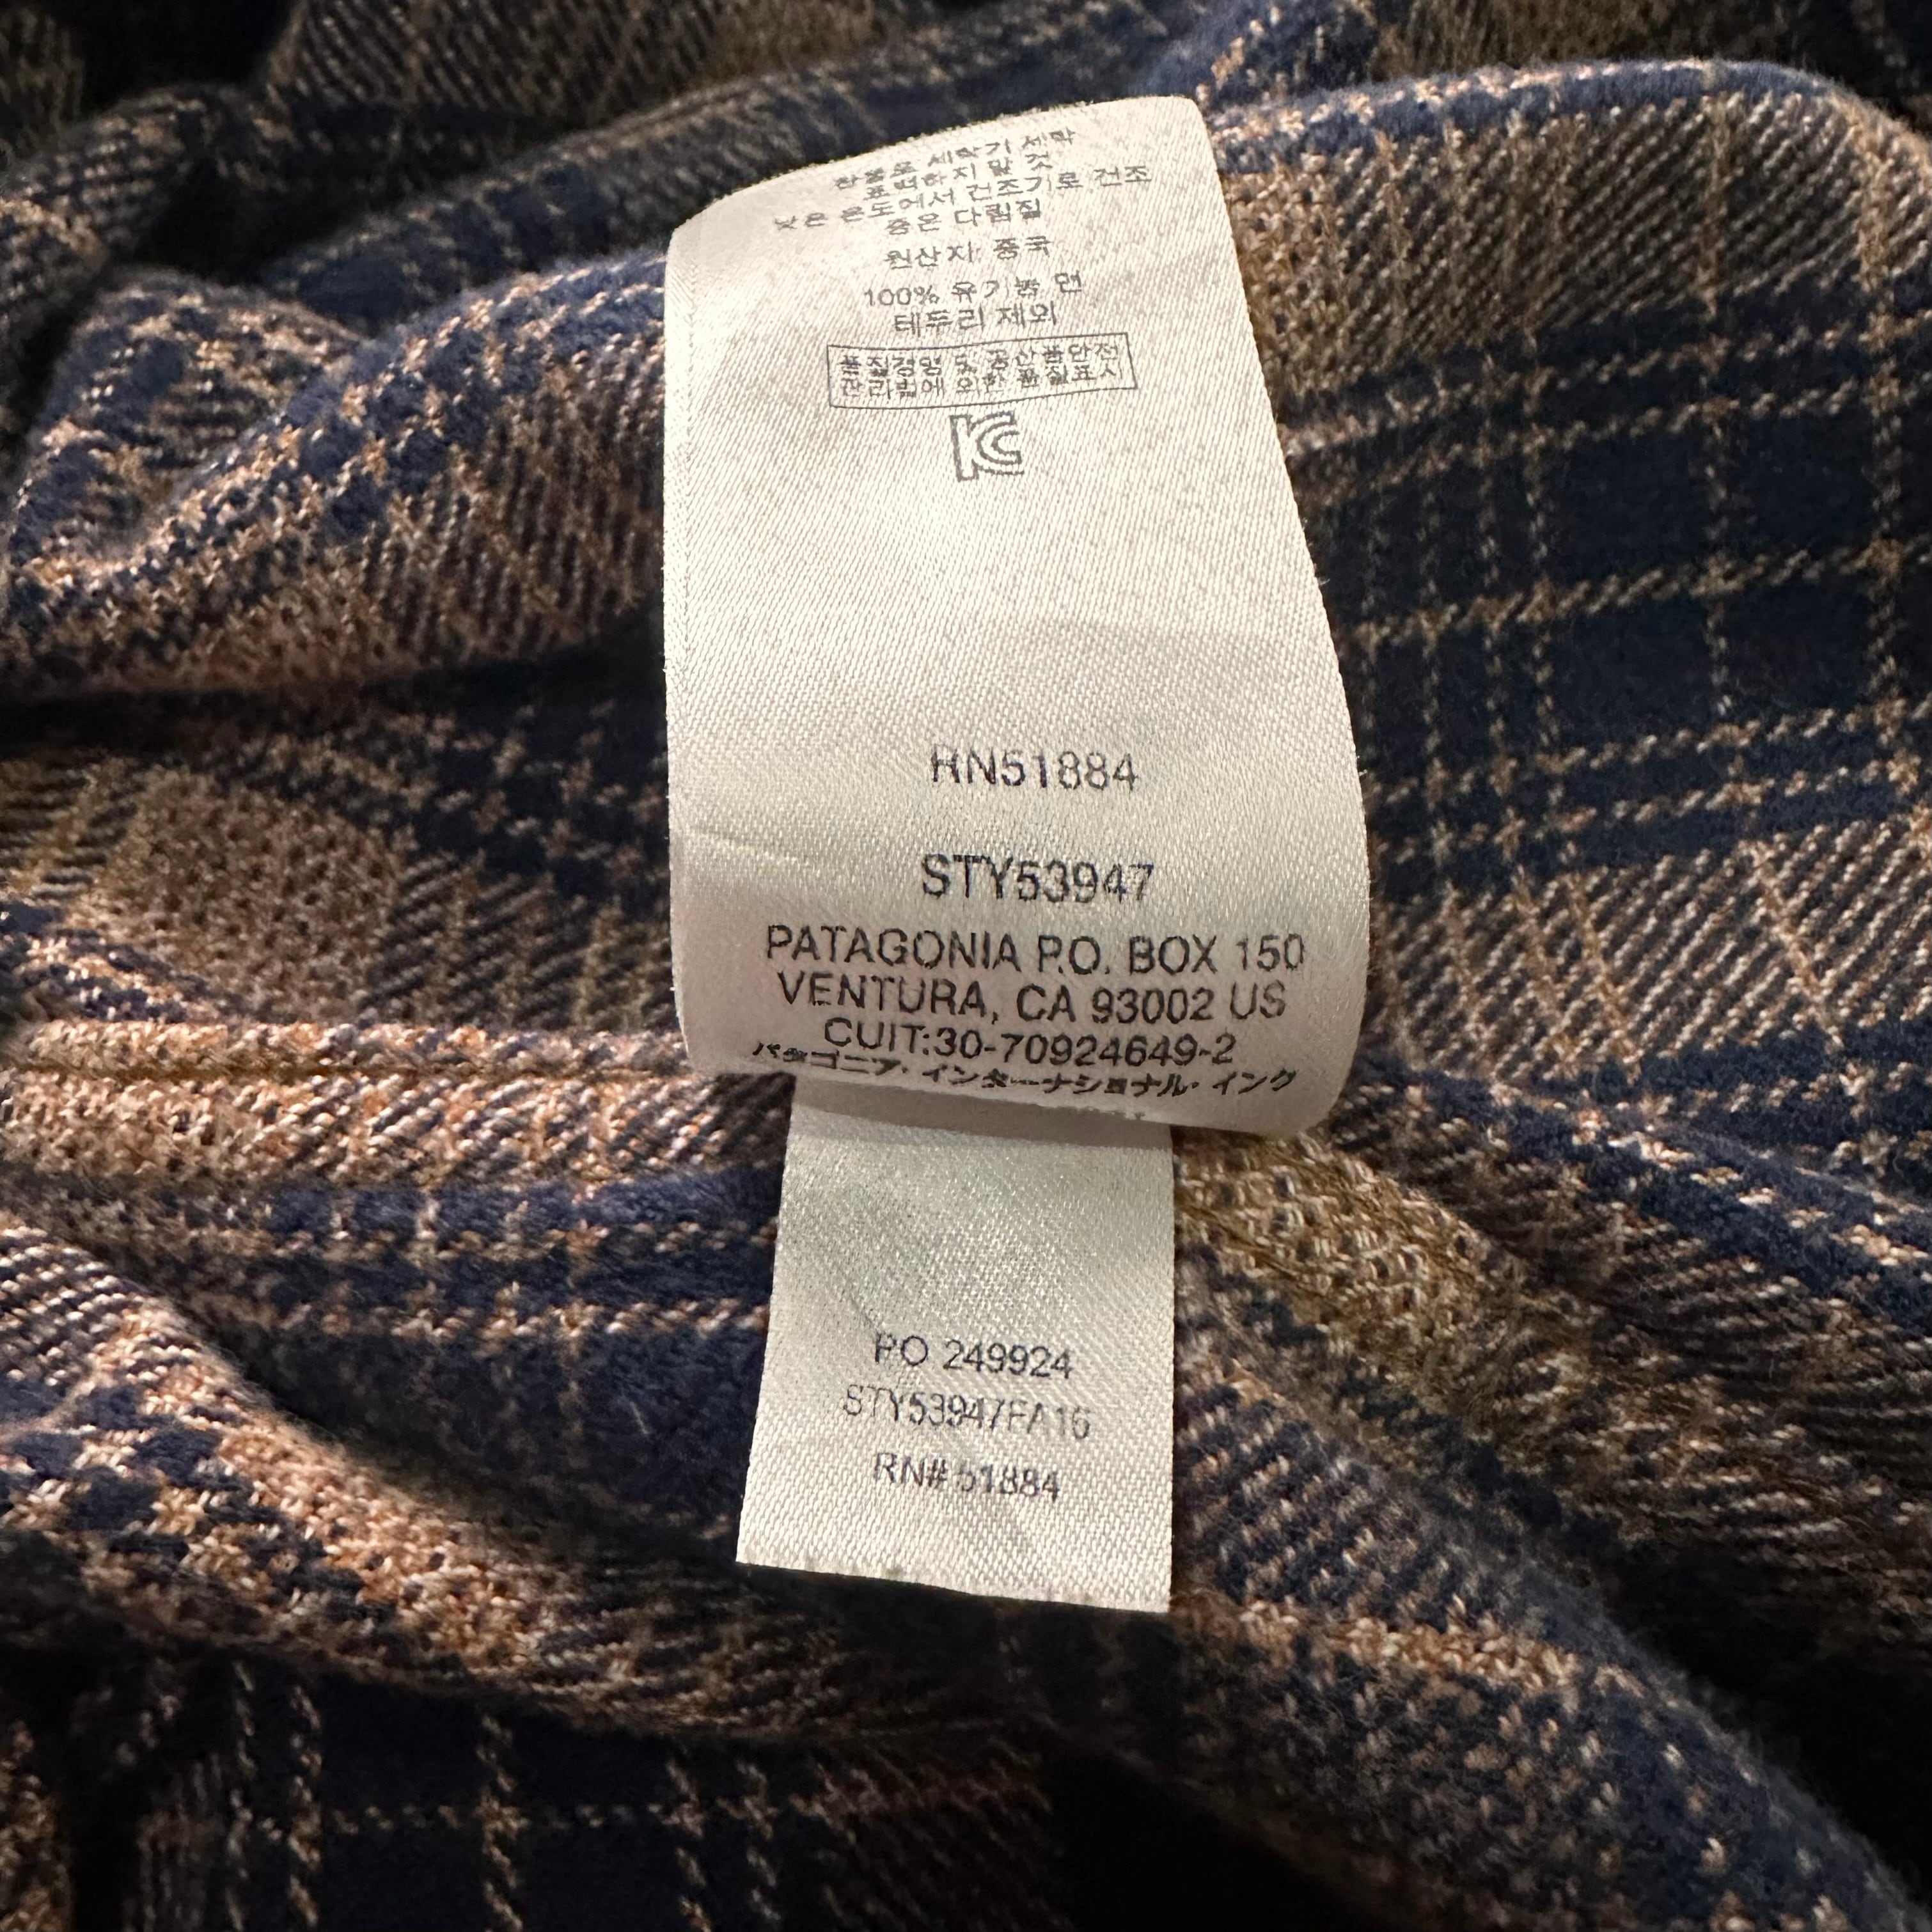 찬물로 세탁기 세탁
표백하지 말 것
낮은 온도에서 건조기로 건조
중온 다림질
원산지: 중국
100% 유기농 면
테두리 제외
품질경영 및 공산품안전
관리법에 의한 품질표시
KC
RN51884
STY53947
PATAGONIA P.O. BOX 150
VENTURA, CA 93002 US
CUIT:30-70924649-2
パタゴニア・インターナショナル・インク
PO 249924
STY53947FA16
RN# 51884